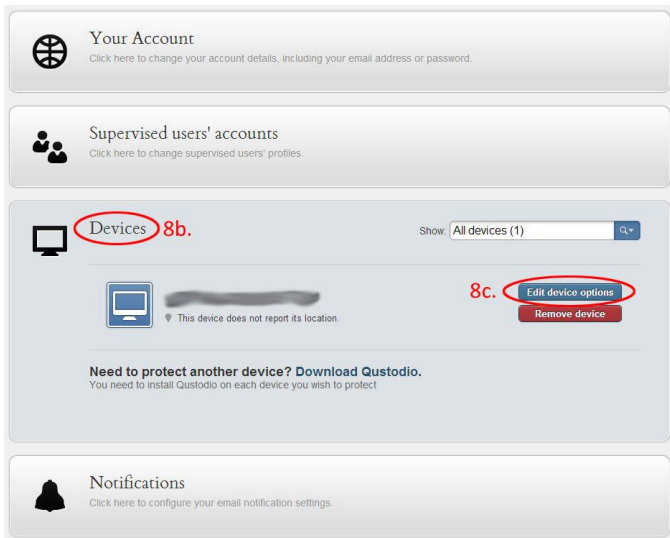 Your Account
Click here to change your account details, including your email address or password.
Supervised users' accounts
Click here to change supervised users' profiles.
Devices 8b.
Show: All devices (1)
8c. Edit device options
This device does not report its location.
Remove device
Need to protect another device? Download Qustodio.
You need to install Qustodio on each device you wish to protect
Notifications
Click here to configure your email notification settings.